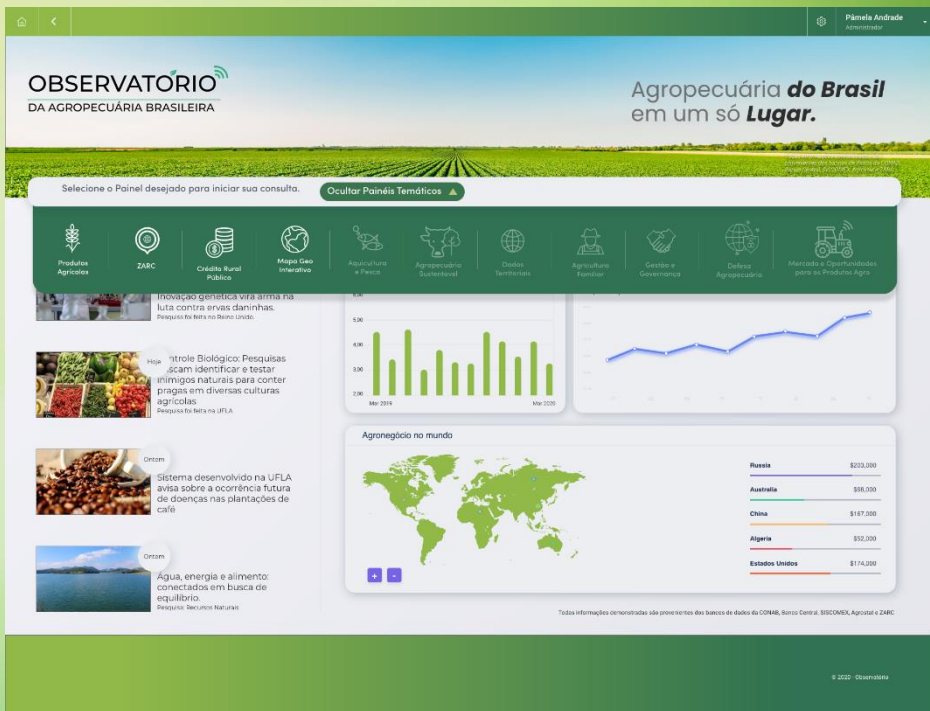 Pâmela Andrade
Administrador
OBSERVATÓRIO
DA AGROPECUÁRIA BRASILEIRA
Agropecuária do Brasil
em um só Lugar.
Selecione o Painel desejado para iniciar sua consulta.
Ocultar Painéis Temáticos
Produtos
Agrícolas
ZARC
Crédito Rural
Público
Mapa Geo
Interativo
Aquicultura
e Pesca
Agropecuária
Sustentavel
Dados
Territoriais
Agricultura
Familiar
Gestão e
Governança
Defesa
Agropecuária
Mercado e Oportunidades
para os Produtos Agro
Inovação genética vira arma na
luta contra ervas daninhas.
Pesquisa foi feita no Reino Unido
Hoje
ntrole Biológico: Pesquisas
scam identificar e testar
inimigos naturais para conter
pragas em diversas culturas
agrícolas
Pesquisa foi feita na UFLA
Ontem
Sistema desenvolvido na UFLA
avisa sobre a ocorrência futura
de doenças nas plantações de
café
Ontem
Água, energia e alimento:
conectados em busca de
equilíbrio.
Pesquisa: Recursos Naturais
6,00
5,00
4,00
3,00
2,00
Mar 2019
Mar 2020
Agronegócio no mundo
+
-
Russia
$233,000
Australia
China
$167,000
Algeria
$52,000
Estados Unidos
$174,000
Todas informações demonstradas são provenientes dos bancos de dados da CONAB, Banco Central, SISCOMEX, Agrostat e ZARC
© 2020 - Observatório